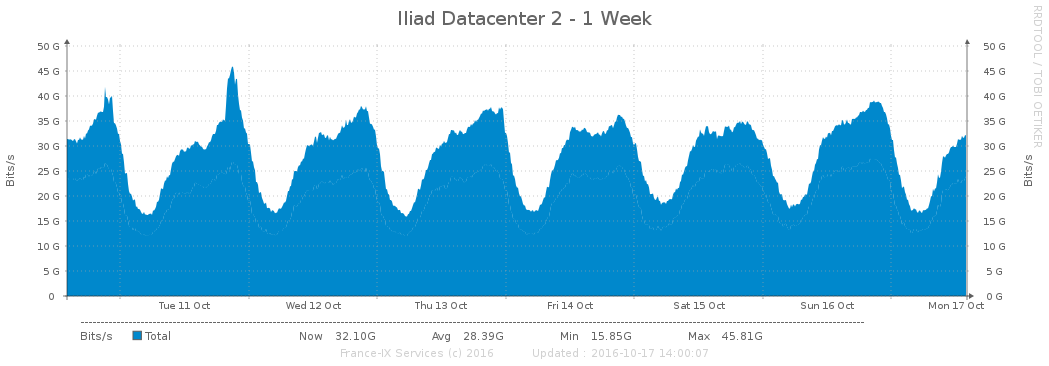 Iliad Datacenter 2 - 1 Week
RRDTOOL / TOBI OETIKER
Bits/s
50 G 50 G
45 G 45 G
40 G 40 G
35 G 35 G
30 G 30 G
25 G 25 G
20 G 20 G
15 G 15 G
10 G 10 G
5 G 5 G
0 0 G
Bits/s
Tue 11 Oct Wed 12 Oct Thu 13 Oct Fri 14 Oct Sat 15 Oct Sun 16 Oct Mon 17 Oct
Bits/s Total Now 32.10G Avg 28.39G Min 15.85G Max 45.81G
France-IX Services (c) 2016 Updated : 2016-10-17 14:00:07